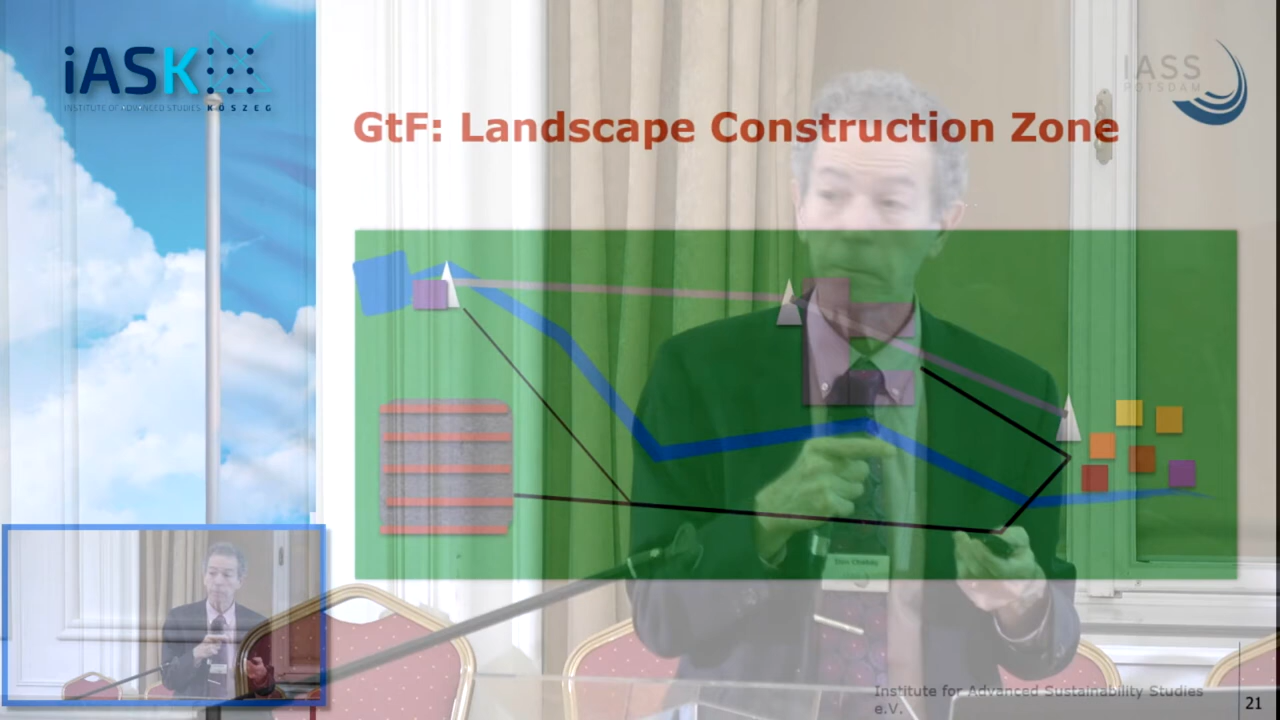 iASK
INSTITUTE OF ADVANCED STUDIES KŐSZEG
IASS
POTSDAM
GtF: Landscape Construction Zone
Institute for Advanced Sustainability Studies
e.V.
21